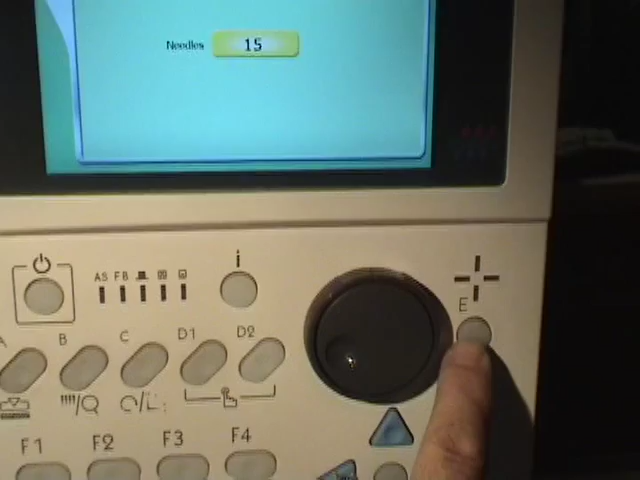 Needles 15
i
AS FB
E
A B C D1 D2
F1 F2 F3 F4